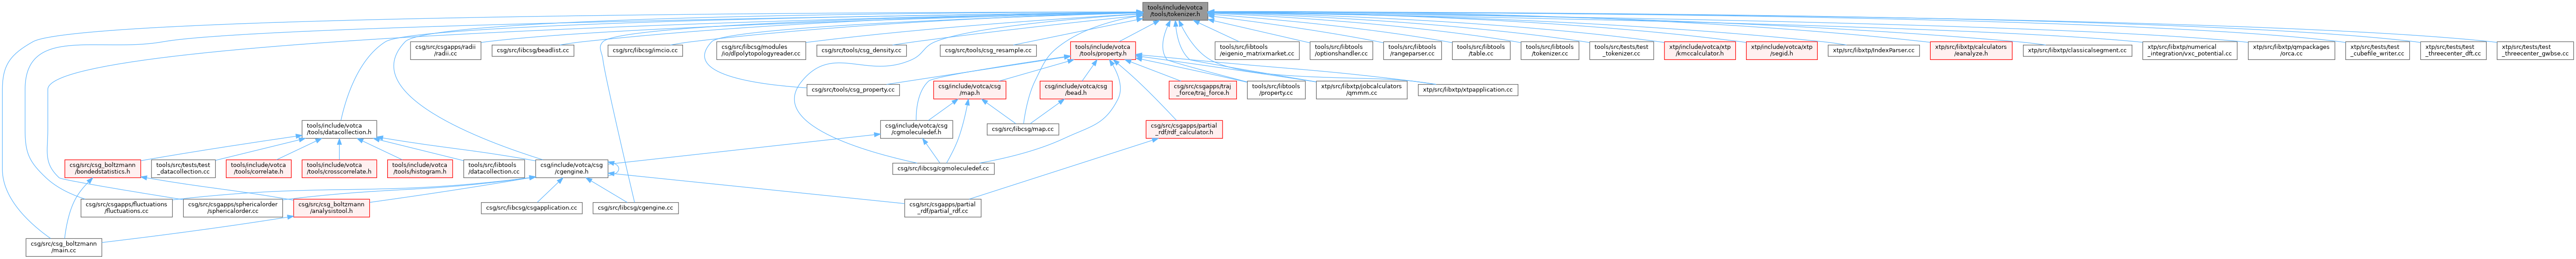 tools/include/votca
/tools/tokenizer.h
csg/src/csgapps/radii
/radii.cc
csg/src/libcsg/beadlist.cc
csg/src/libcsg/imcio.cc
csg/src/libcsg/modules
/io/dlpolytopologyreader.cc
csg/src/tools/csg_density.cc
csg/src/tools/csg_resample.cc
tools/include/votca
/tools/property.h
tools/src/libtools
/eigenio_matrixmarket.cc
tools/src/libtools
/optionshandler.cc
tools/src/libtools
/rangeparser.cc
tools/src/libtools
/table.cc
tools/src/libtools
/tokenizer.cc
tools/src/tests/test
_tokenizer.cc
xtp/include/votca/xtp
/kmccalculator.h
xtp/include/votca/xtp
/segid.h
xtp/src/libxtp/IndexParser.cc
xtp/src/libxtp/calculators
/eanalyze.h
xtp/src/libxtp/classicalsegment.cc
xtp/src/libxtp/numerical
_integration/vxc_potential.cc
xtp/src/libxtp/qmpackages
/orca.cc
xtp/src/tests/test
_cubefile_writer.cc
xtp/src/tests/test
_threecenter_dft.cc
xtp/src/tests/test
_threecenter_gwbse.cc
csg/src/tools/csg_property.cc
csg/include/votca/csg
/map.h
csg/include/votca/csg
/bead.h
csg/src/csgapps/traj
_force/traj_force.h
tools/src/libtools
/property.cc
xtp/src/libxtp/jobcalculators
/qmmm.cc
xtp/src/libxtp/xtpapplication.cc
tools/include/votca
/tools/datacollection.h
csg/include/votca/csg
/cgmoleculedef.h
csg/src/libcsg/map.cc
csg/src/csgapps/partial
_rdf/rdf_calculator.h
csg/src/csg_boltzmann
/bondedstatistics.h
tools/src/tests/test
_datacollection.cc
tools/include/votca
/tools/correlate.h
tools/include/votca
/tools/crosscorrelate.h
tools/include/votca
/tools/histogram.h
tools/src/libtools
/datacollection.cc
csg/include/votca/csg
/cgengine.h
csg/src/libcsg/cgmoleculedef.cc
csg/src/csgapps/fluctuations
/fluctuations.cc
csg/src/csgapps/sphericalorder
/sphericalorder.cc
csg/src/csg_boltzmann
/analysistool.h
csg/src/libcsg/csgapplication.cc
csg/src/libcsg/cgengine.cc
csg/src/csgapps/partial
_rdf/partial_rdf.cc
csg/src/csg_boltzmann
/main.cc